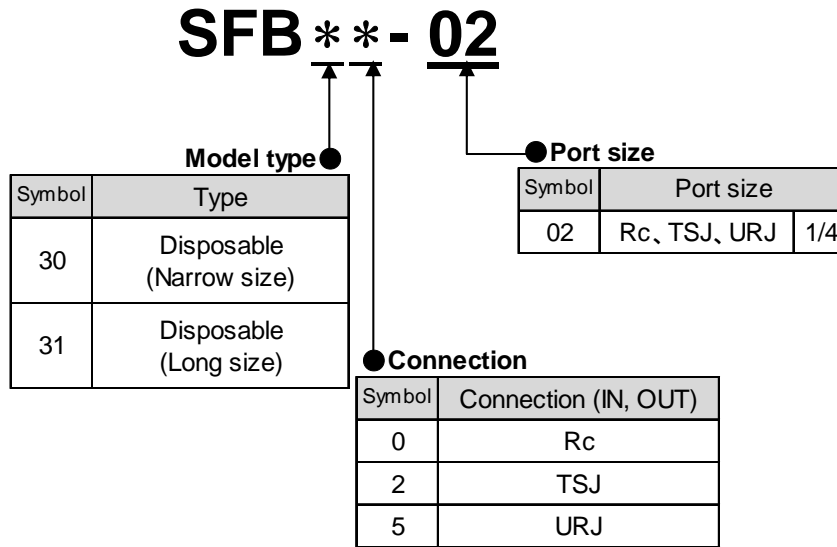 SFB**-02
Model type
Symbol Type
30 Disposable
(Narrow size)
31 Disposable
(Long size)
Port size
Symbol Port size
02 Rc、TSJ、URJ 1/4
Connection
Symbol Connection (IN, OUT)
0 Rc
2 TSJ
5 URJ